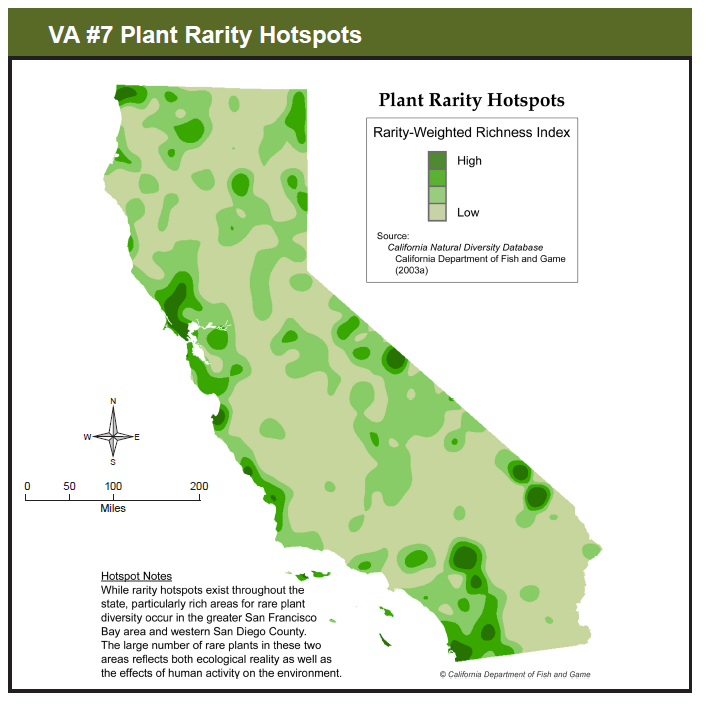 VA #7 Plant Rarity Hotspots
Plant Rarity Hotspots
Rarity-Weighted Richness Index
High
Low
Source:
California Natural Diversity Database
California Department of Fish and Game
(2003a)
N
W E
S
0 50 100 200
Miles
Hotspot Notes
While rarity hotspots exist throughout the
state, particularly rich areas for rare plant
diversity occur in the greater San Francisco
Bay area and western San Diego County.
The large number of rare plants in these two
areas reflects both ecological reality as well as
the effects of human activity on the environment.
© California Department of Fish and Game